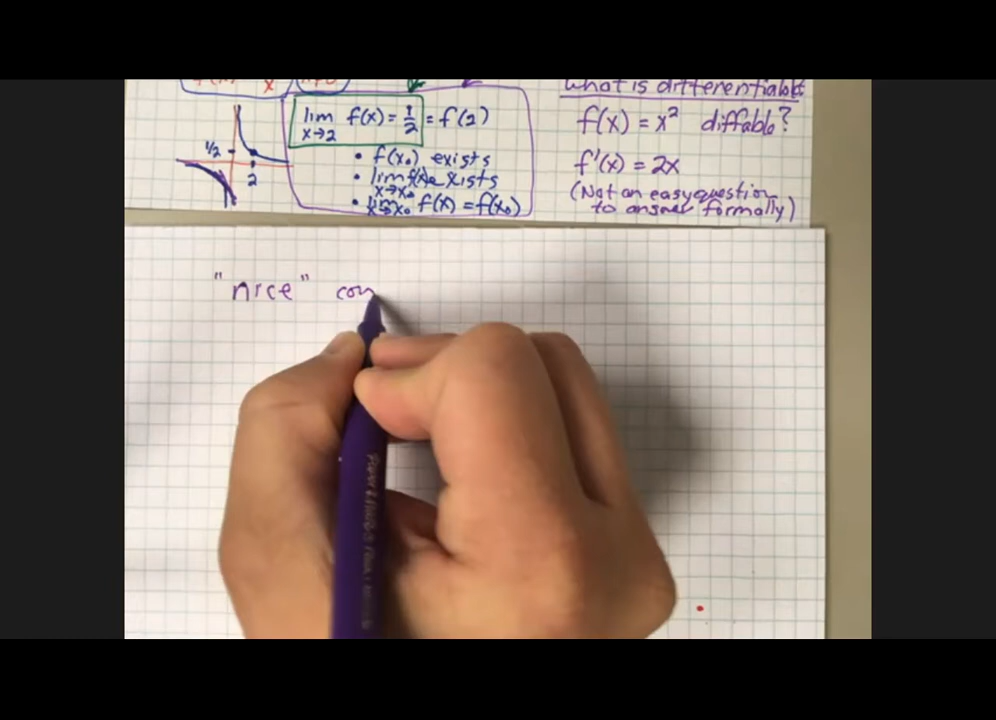 What is differentiable?
lim f(x) = 1/2 = f(2)
x→2
• f(x₀) exists
• lim f(x) exists
x→x₀
• lim f(x) = f(x₀)
x→x₀
1/2
2
f(x) = x² diffable?
f'(x) = 2x
(Not an easy question
to answer formally)
"nice" con